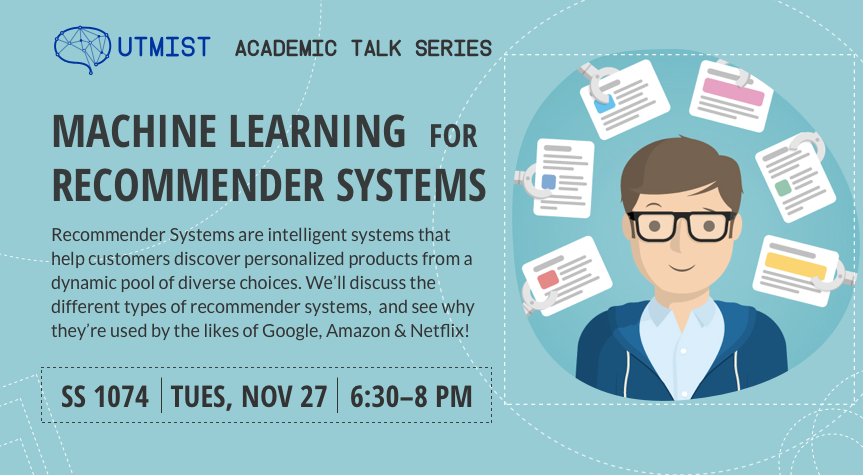 UTMIST ACADEMIC TALK SERIES
MACHINE LEARNING FOR
RECOMMENDER SYSTEMS
Recommender Systems are intelligent systems that
help customers discover personalized products from a
dynamic pool of diverse choices. We'll discuss the
different types of recommender systems, and see why
they're used by the likes of Google, Amazon & Netflix!
SS 1074 | TUES, NOV 27 | 6:30–8 PM